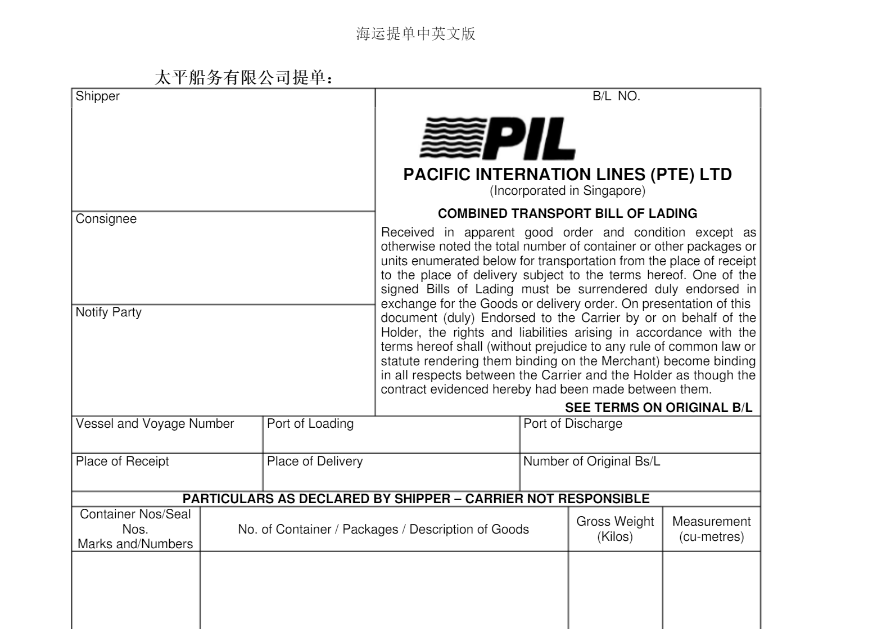 海运提单中英文版
太平船务有限公司提单：
Shipper
B/L NO.
PIL
PACIFIC INTERNATION LINES (PTE) LTD
(Incorporated in Singapore)
COMBINED TRANSPORT BILL OF LADING
Received in apparent good order and condition except as
otherwise noted the total number of container or other packages or
units enumerated below for transportation from the place of receipt
to the place of delivery subject to the terms hereof. One of the
signed Bills of Lading must be surrendered duly endorsed in
exchange for the Goods or delivery order. On presentation of this
document (duly) Endorsed to the Carrier by or on behalf of the
Holder, the rights and liabilities arising in accordance with the
terms hereof shall (without prejudice to any rule of common law or
statute rendering them binding on the Merchant) become binding
in all respects between the Carrier and the Holder as though the
contract evidenced hereby had been made between them.
SEE TERMS ON ORIGINAL B/L
Consignee
Notify Party
Vessel and Voyage Number
Port of Loading
Port of Discharge
Place of Receipt
Place of Delivery
Number of Original Bs/L
PARTICULARS AS DECLARED BY SHIPPER – CARRIER NOT RESPONSIBLE
Container Nos/Seal
Nos.
Marks and/Numbers
No. of Container / Packages / Description of Goods
Gross Weight
(Kilos)
Measurement
(cu-metres)